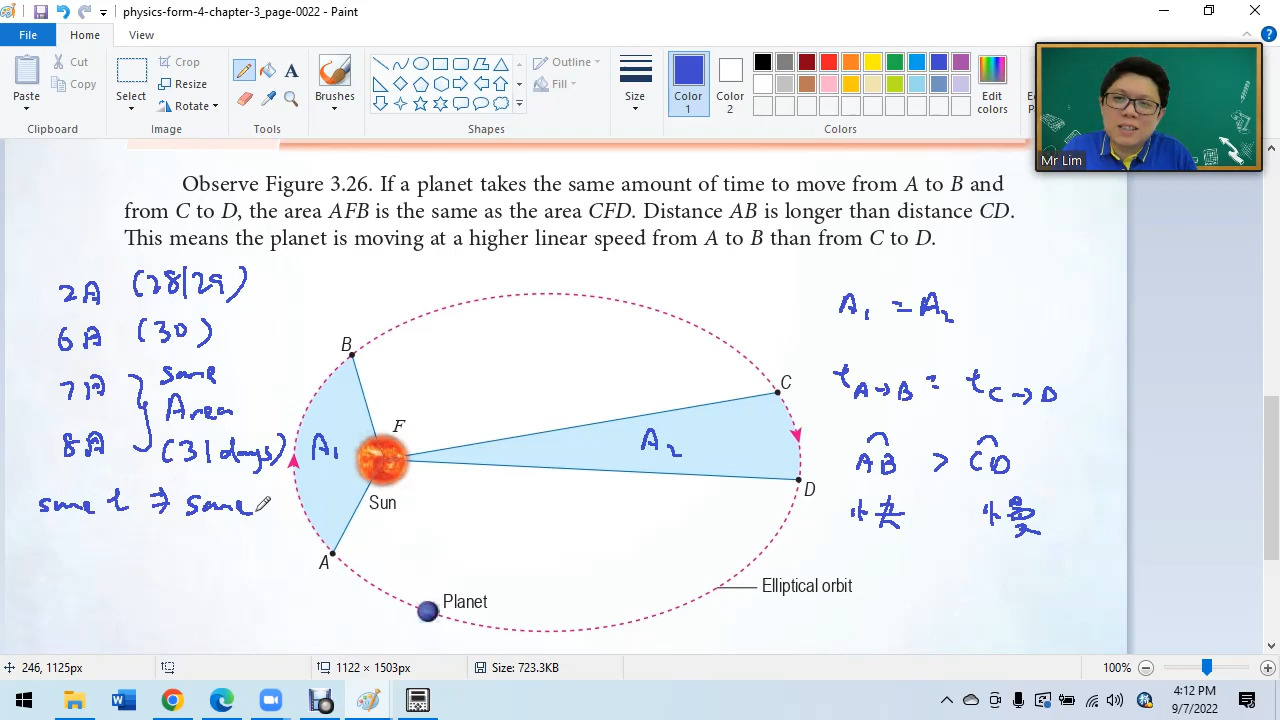 physics-form-4-chapter-3_page-0022 - Paint
File
Home
View
Paste
Cut
Copy
Clipboard
Select
Crop
Resize
Rotate
Image
Tools
Brushes
Outline
Fill
Shapes
Size
Color 1
Color 2
Edit colors
Colors
Mr Lim
Observe Figure 3.26. If a planet takes the same amount of time to move from A to B and
from C to D, the area AFB is the same as the area CFD. Distance AB is longer than distance CD.
This means the planet is moving at a higher linear speed from A to B than from C to D.
2A (28/29)
6A (30)
7A same
Area
8A (31 days)
same t ⇒ same
B
F
A1
Sun
A
Planet
A2
C
D
Elliptical orbit
A1 = A2
tA→B = tC→D
AB > CD
246, 1125px
1122 × 1503px
Size: 723.3KB
100%
4:12 PM
9/7/2022